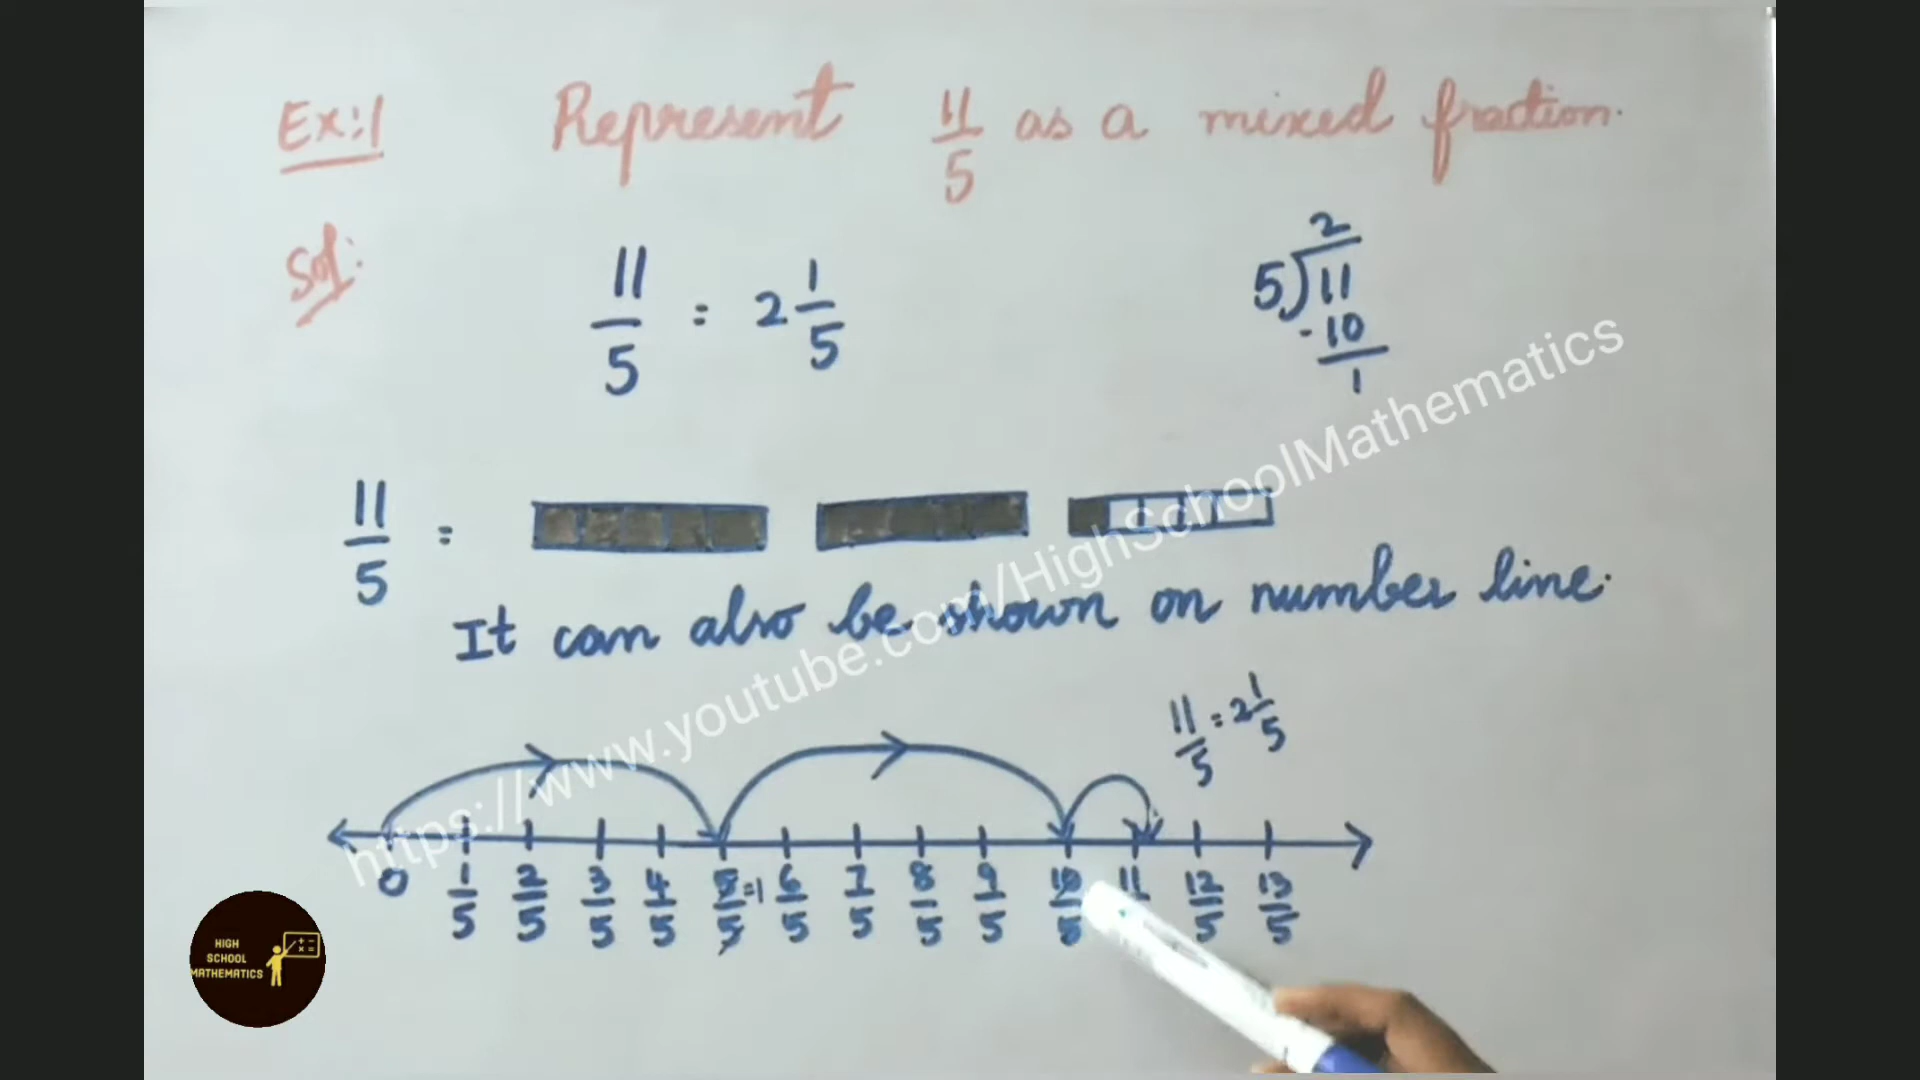 Ex:1 Represent 11/5 as a mixed fraction.
Sol:
11/5 = 2 1/5
2
5)11
-10
1
11/5 =
It can also be shown on number line.
11/5 = 2 1/5
0 1/5 2/5 3/5 4/5 5/5=1 6/5 7/5 8/5 9/5 10/5 11 12/5 13/5
https://www.youtube.com/HighSchoolMathematics
HIGH
SCHOOL
MATHEMATICS